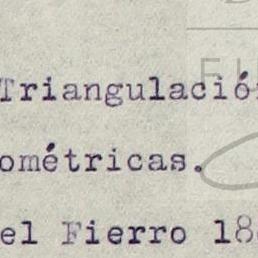 Triangulació
ométricas.
el Fierro 18